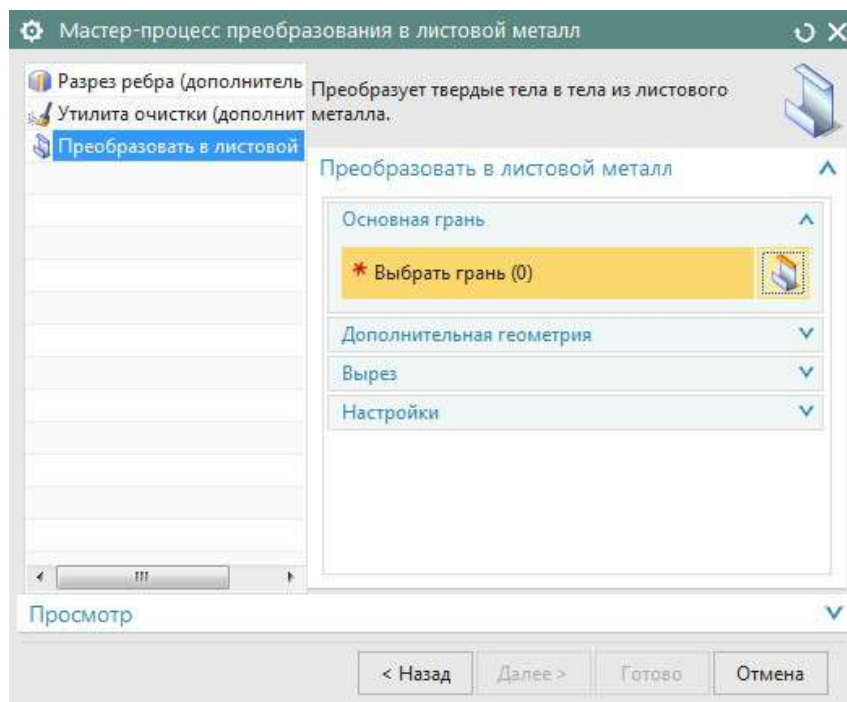 Мастер-процесс преобразования в листовой металл
Разрез ребра (дополнитель
Утилита очистки (дополнит
Преобразовать в листовой
Преобразует твердые тела в тела из листового
металла.
Преобразовать в листовой металл
Основная грань
* Выбрать грань (0)
Дополнительная геометрия
Вырез
Настройки
Просмотр
< Назад
Далее >
Готово
Отмена